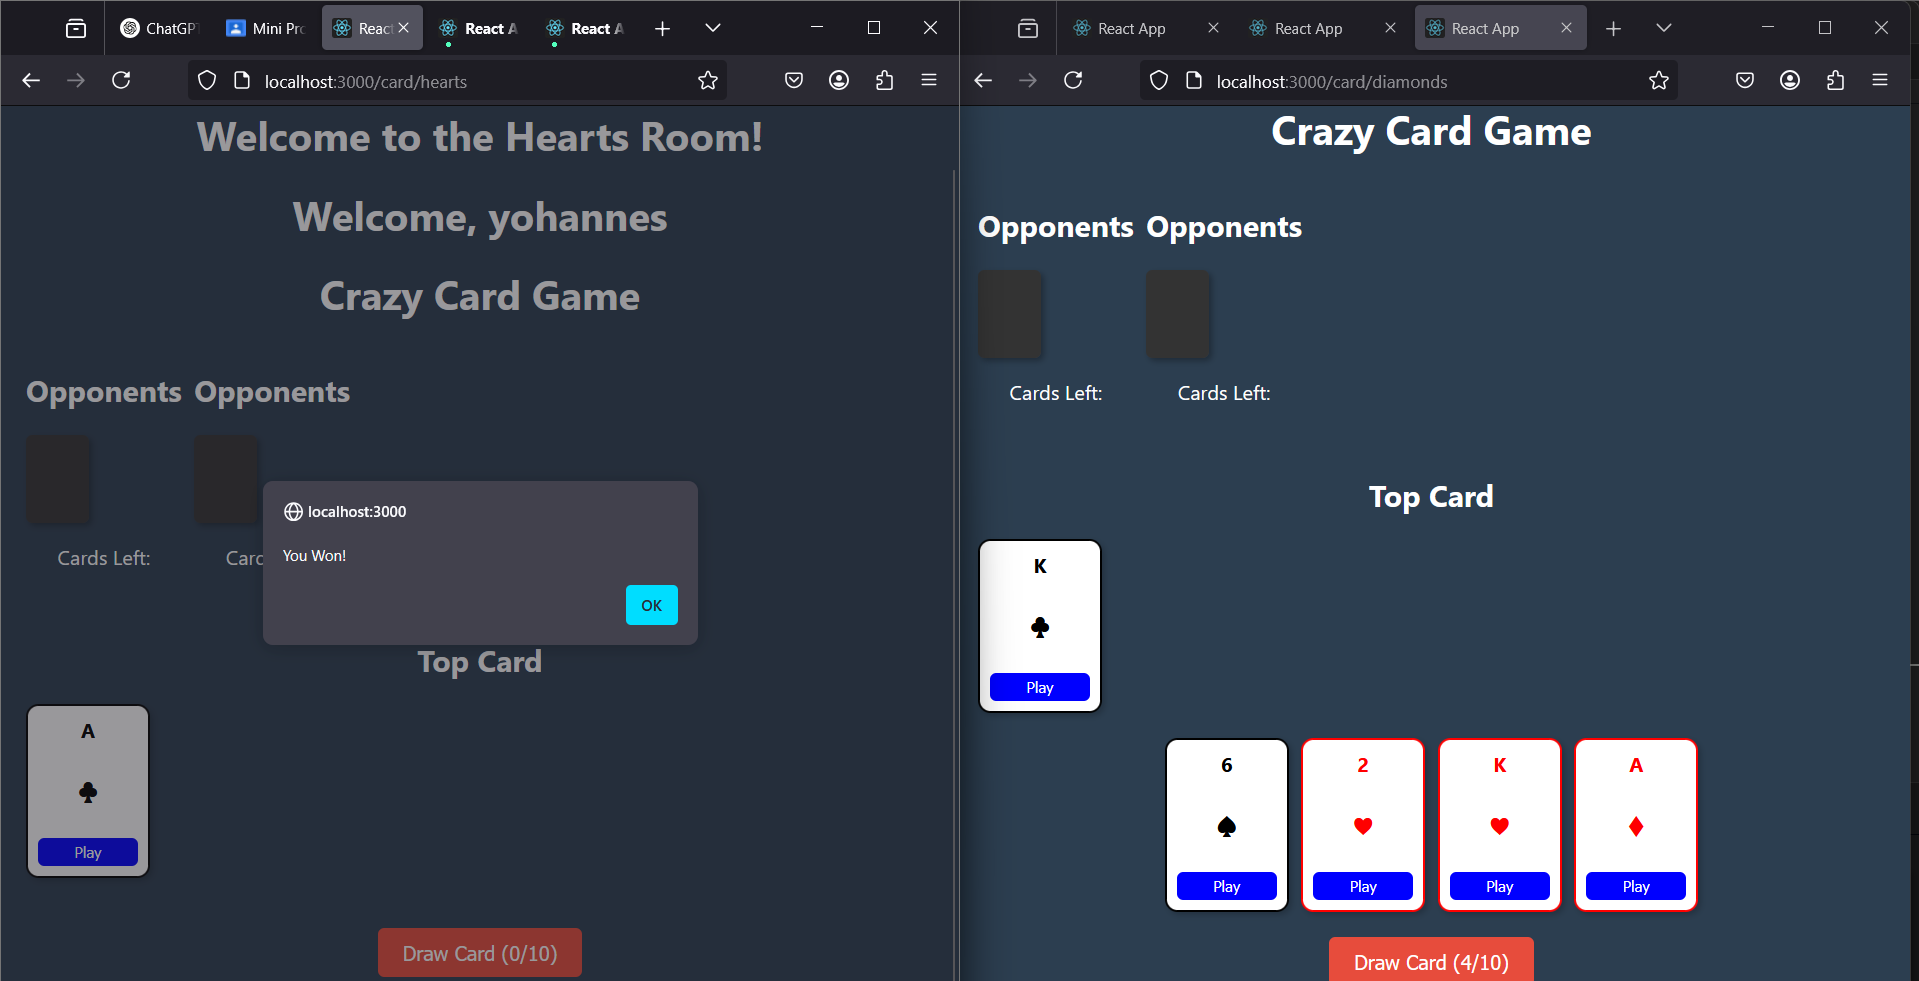 ChatGPT
Mini Pro
React
React A
React A
localhost:3000/card/hearts
Welcome to the Hearts Room!
Welcome, yohannes
Crazy Card Game
Opponents Opponents
Cards Left:
Card
localhost:3000
You Won!
OK
Top Card
A
♣
Play
Draw Card (0/10)
React App
React App
React App
localhost:3000/card/diamonds
Crazy Card Game
Opponents Opponents
Cards Left: Cards Left:
Top Card
K
♣
Play
6 2 K A
♠ ♥ ♥ ♦
Play Play Play Play
Draw Card (4/10)